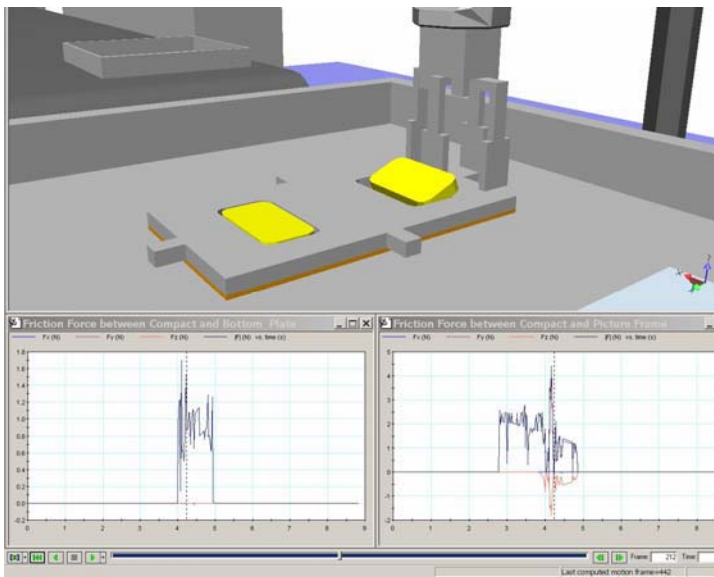 Friction Force between Compact and Bottom_Plate
Fx (N) Fy (N) Fz (N) |F| (N) vs. time (s)
1.8
1.6
1.4
1.2
1.0
0.8
0.6
0.4
0.2
0.0
-0.2
0 1 2 3 4 5 6 7 8 9
Friction Force between Compact and Picture Frame
Fx (N) Fy (N) Fz (N) |F| (N) vs. time (s)
5
4
3
2
1
0
-1
-2
0 1 2 3 4 5 6 7 8
Frame: 212 Time:
Last computed motion frame=442